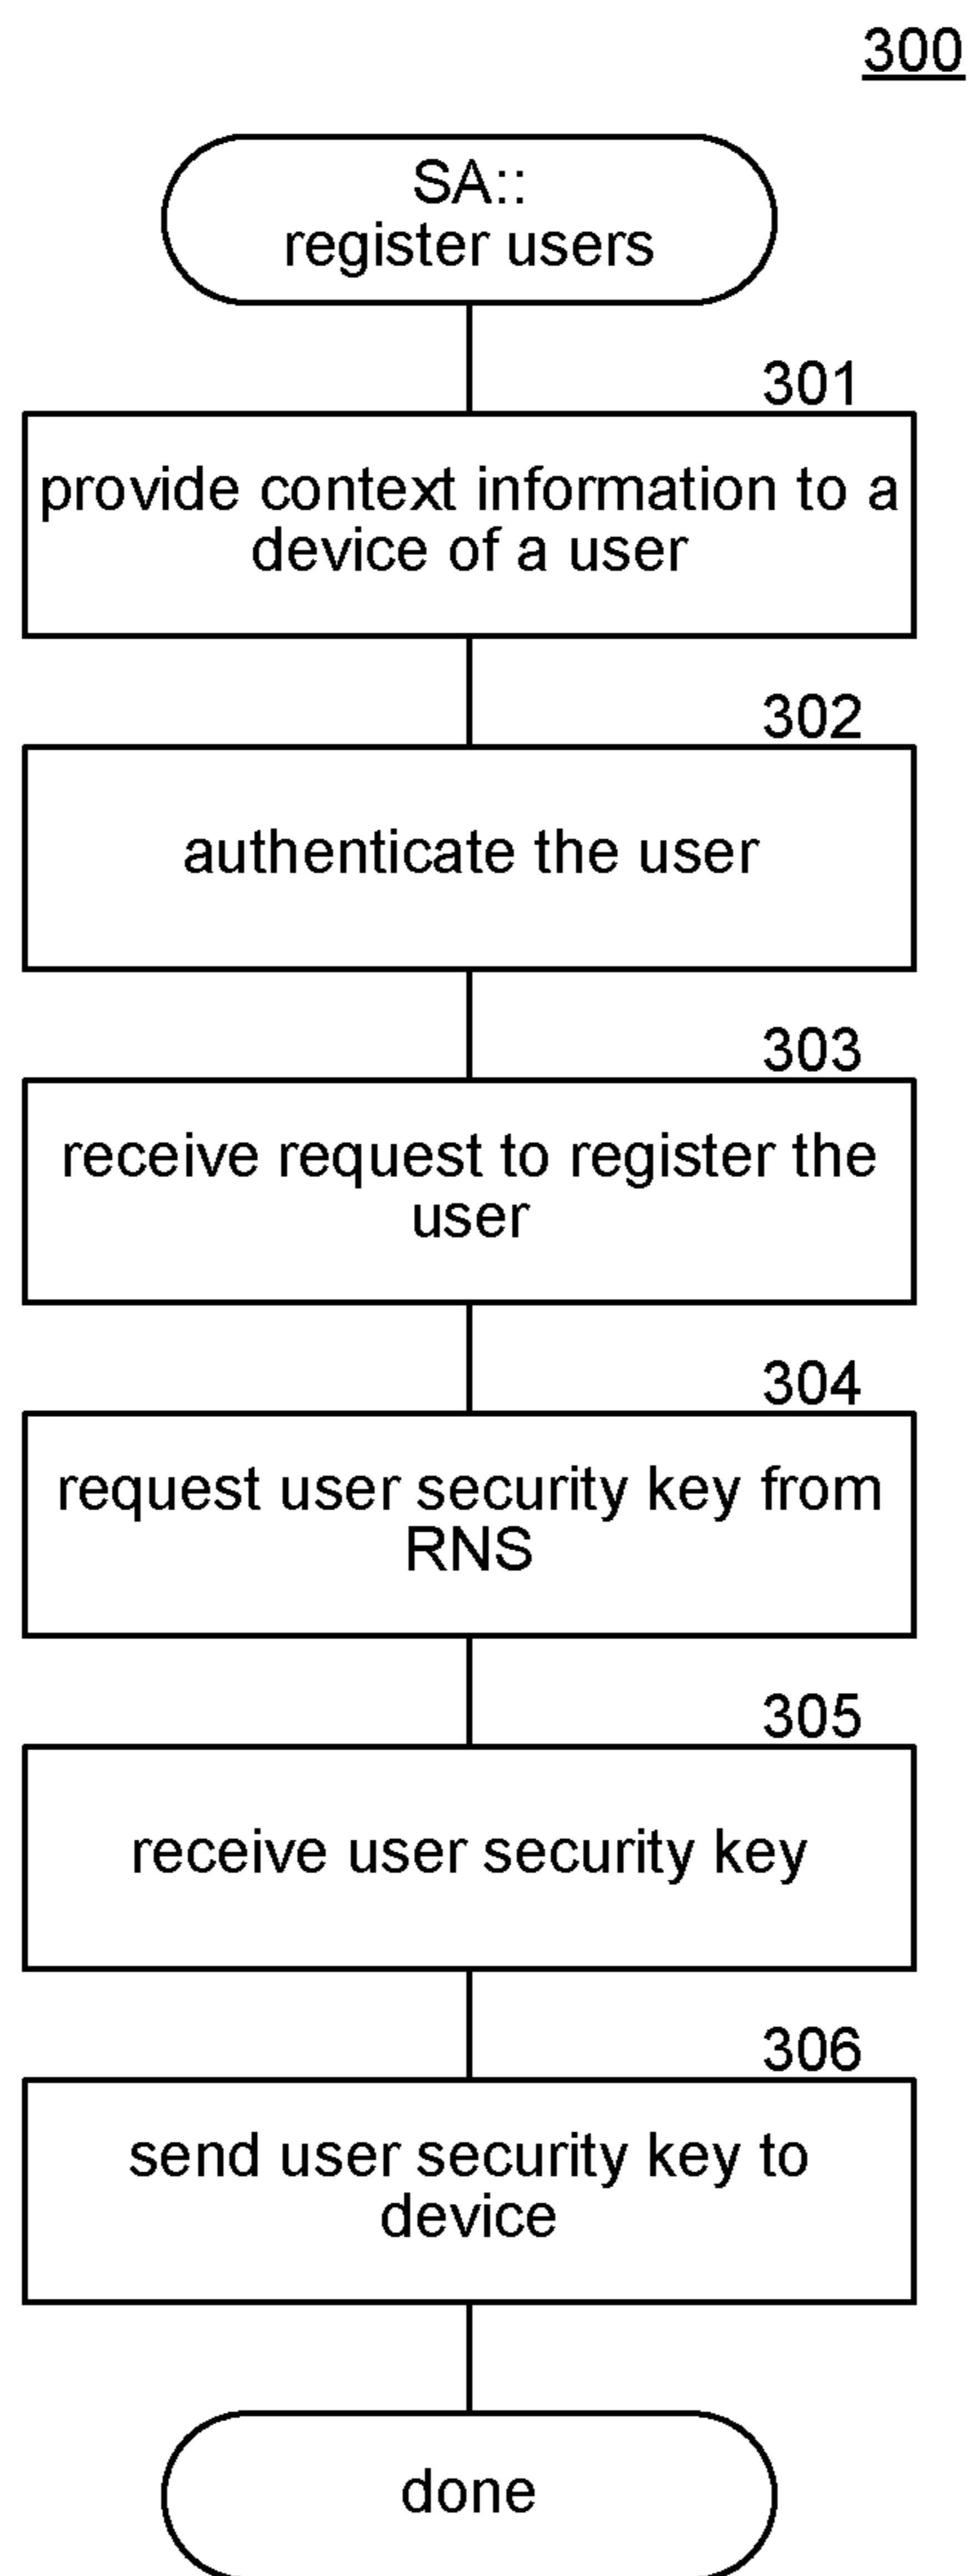 300
SA::
register users
301
provide context information to a
device of a user
302
authenticate the user
303
receive request to register the
user
304
request user security key from
RNS
305
receive user security key
306
send user security key to
device
done